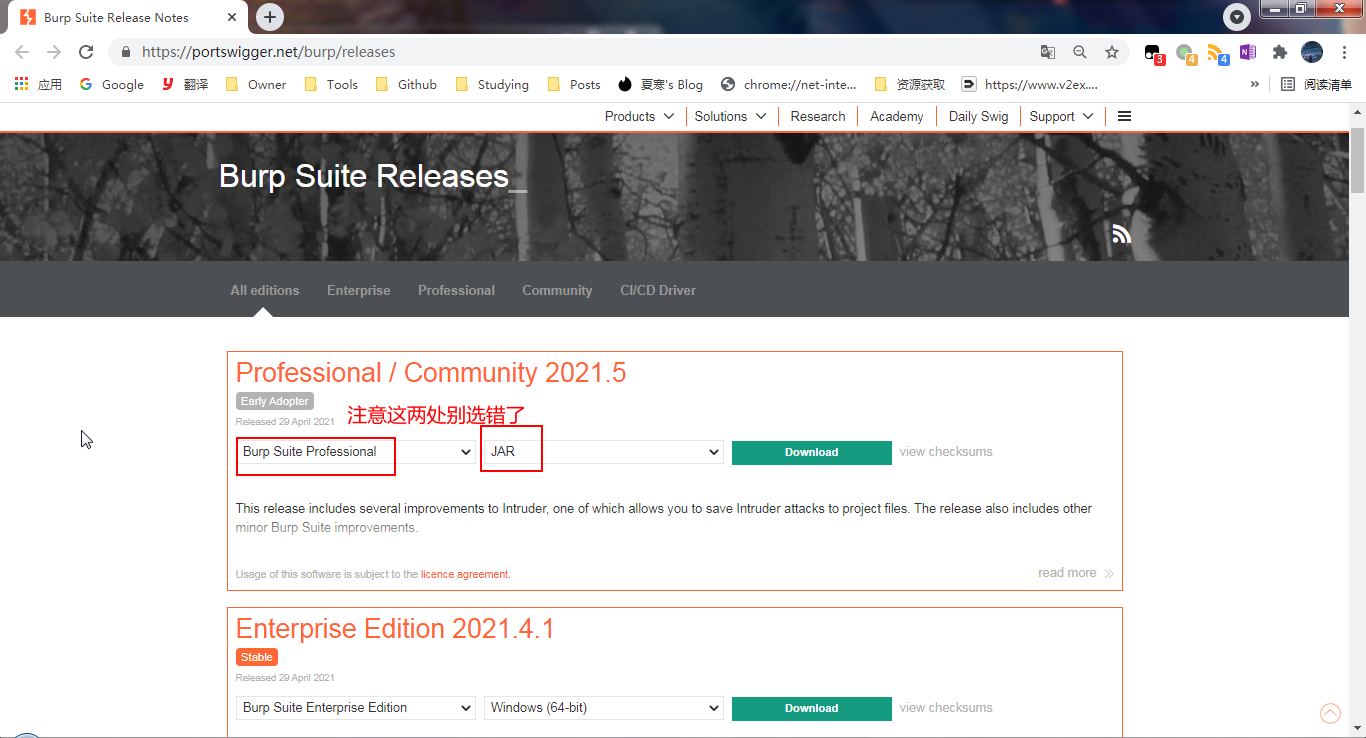 Burp Suite Release Notes
https://portswigger.net/burp/releases
3 4 4
应用 Google 翻译 Owner Tools Github Studying Posts 夏寒's Blog chrome://net-inte... 资源获取 https://www.v2ex.... » 阅读清单
Products Solutions Research Academy Daily Swig Support
Burp Suite Releases_
All editions Enterprise Professional Community CI/CD Driver
Professional / Community 2021.5
Early Adopter
Released 29 April 2021 注意这两处别选错了
Burp Suite Professional JAR Download view checksums
This release includes several improvements to Intruder, one of which allows you to save Intruder attacks to project files. The release also includes other
minor Burp Suite improvements.
Usage of this software is subject to the licence agreement. read more
Enterprise Edition 2021.4.1
Stable
Released 29 April 2021
Burp Suite Enterprise Edition Windows (64-bit) Download view checksums